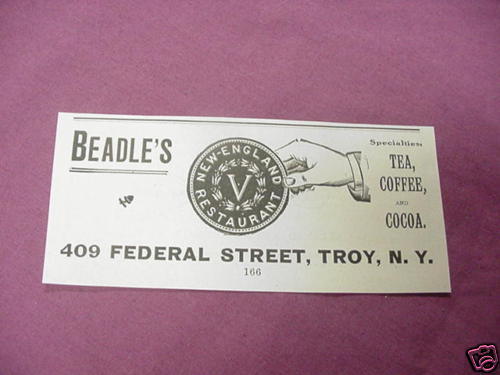 BEADLE'S
NEW-ENGLAND
V
RESTAURANT
Specialties:
TEA,
COFFEE,
AND
COCOA.
409 FEDERAL STREET, TROY, N. Y.
166